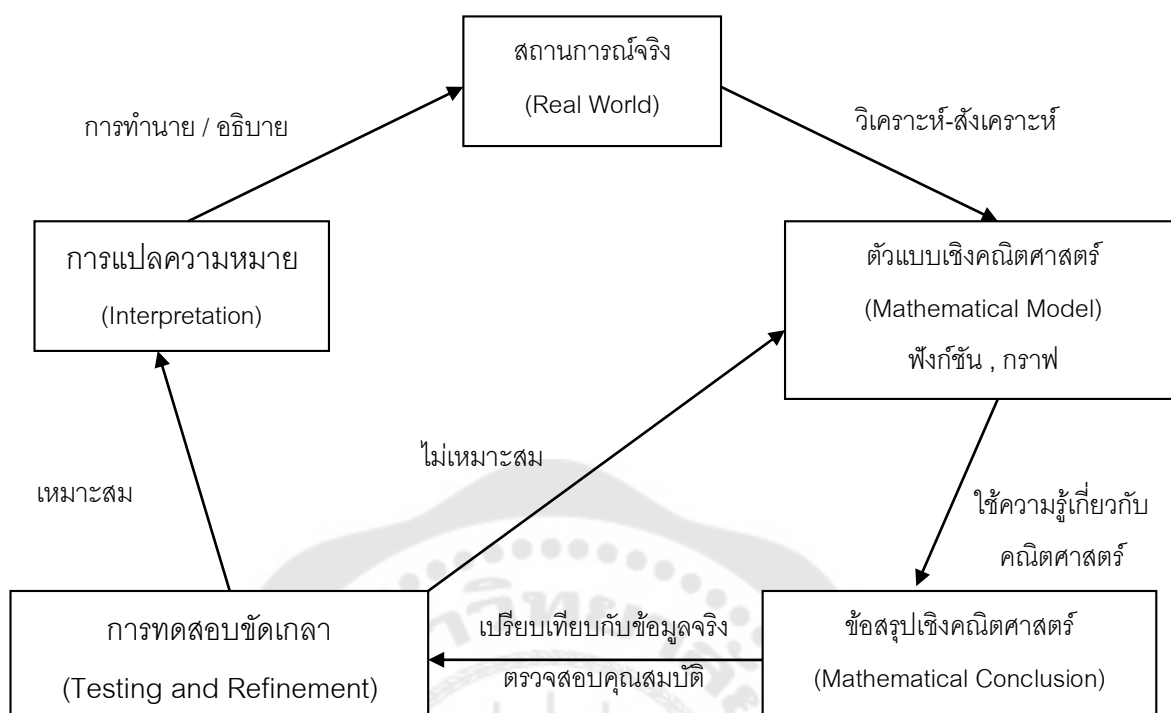 สถานการณ์จริง
(Real World)
การทำนาย / อธิบาย
วิเคราะห์-สังเคราะห์
การแปลความหมาย
(Interpretation)
ตัวแบบเชิงคณิตศาสตร์
(Mathematical Model)
ฟังก์ชัน , กราฟ
ไม่เหมาะสม
เหมาะสม
ใช้ความรู้เกี่ยวกับ
คณิตศาสตร์
การทดสอบขัดเกลา
(Testing and Refinement)
เปรียบเทียบกับข้อมูลจริง
ตรวจสอบคุณสมบัติ
ข้อสรุปเชิงคณิตศาสตร์
(Mathematical Conclusion)